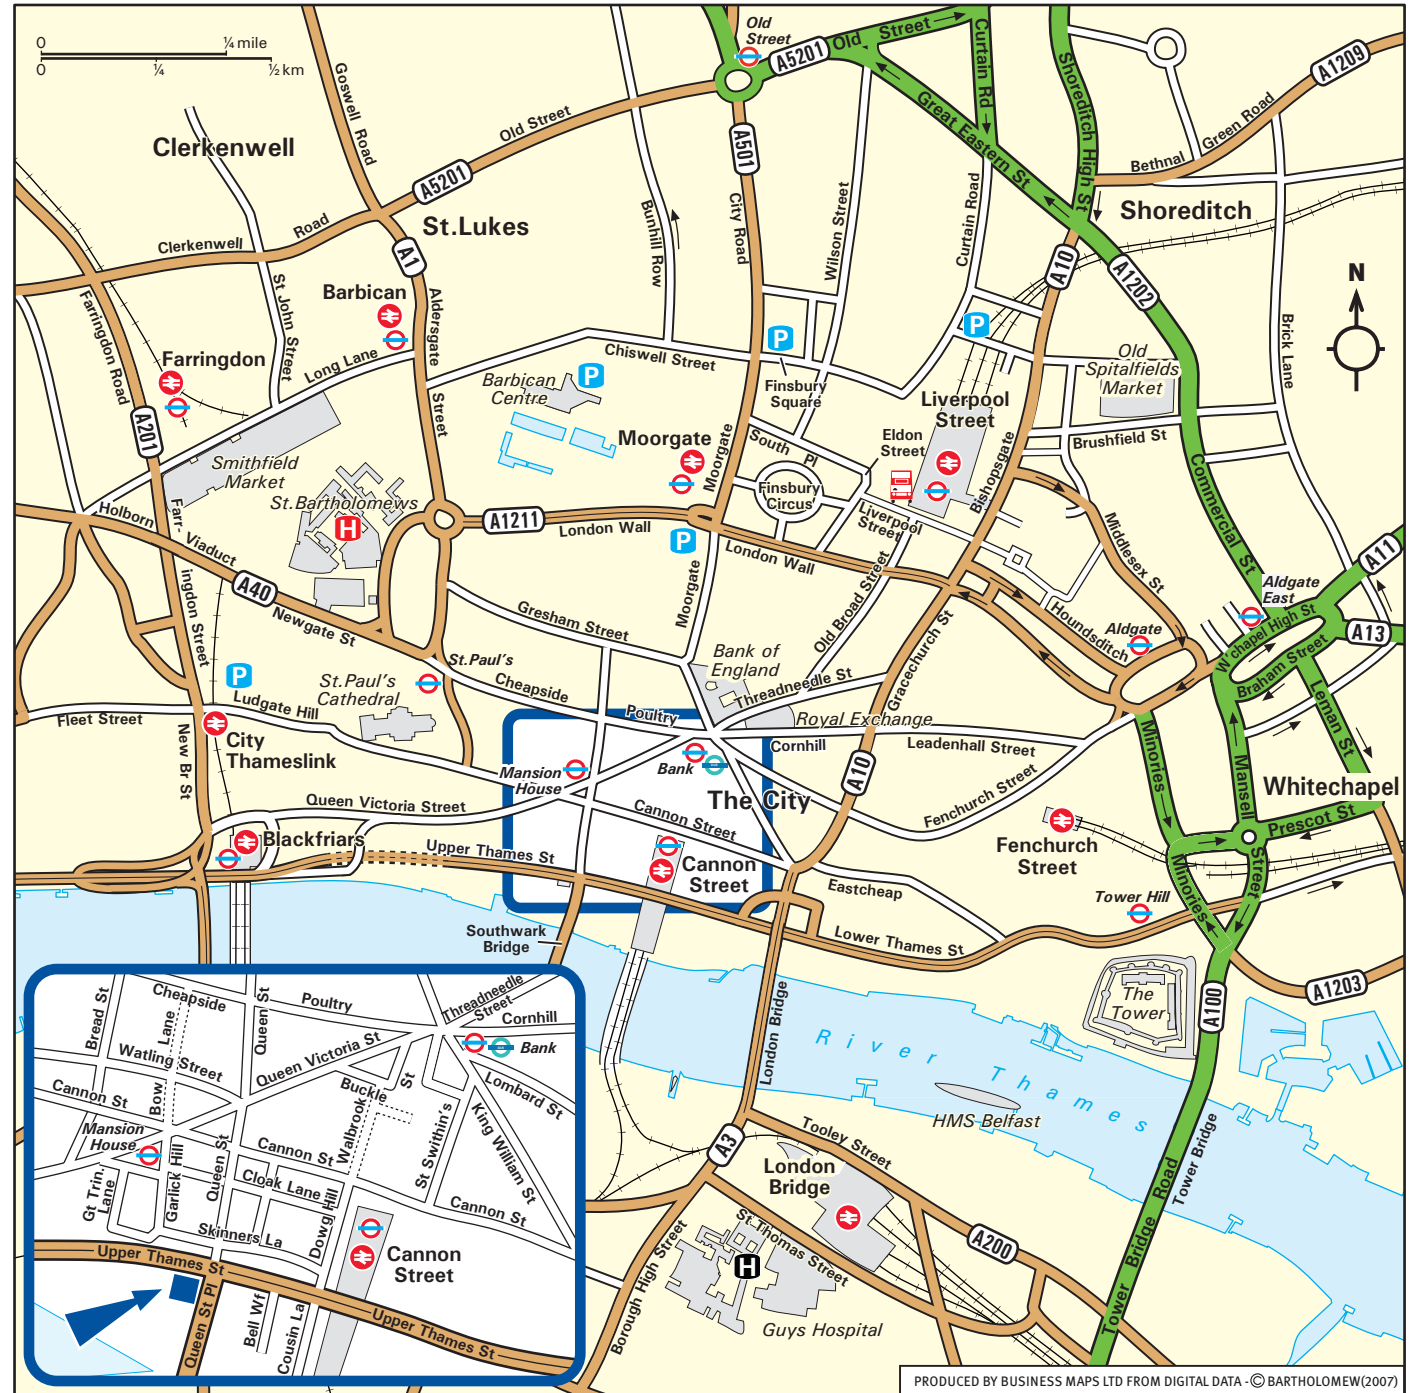 0 ¼ mile
0 ¼ ½ km
Old
Street
A5201
Old Street
Curtain Rd
Shoreditch High St
A1209
Goswell Road
Clerkenwell
Old Street
A5201
A501
Great Eastern St
Bethnal Green Road
St.Lukes
Clerkenwell Road
A1
Bunhill Row
City Road
Wilson Street
Curtain Road
Shoreditch
A10
A1202
N
Farringdon Road
St John Street
Barbican
Aldersgate Street
Long Lane
Farringdon
Chiswell Street
P
P
P
Barbican
Centre
Finsbury
Square
Old
Spitalfields
Market
Brick Lane
A201
Smithfield
Market
Moorgate
Moorgate
South Pl
Eldon
Street
Liverpool
Street
Bishopsgate
Brushfield St
St.Bartholomews
H
Finsbury
Circus
Liverpool
Street
Commercial St
Middlesex St
Holborn Viaduct
Farr-
ingdon Street
A1211
London Wall
P
London Wall
A11
A40
Newgate St
Gresham Street
Moorgate
Old Broad Street
Houndsditch
Aldgate
Aldgate
East
W'chapel High St
A13
Braham Street
St.Paul's
Cheapside
Bank of
England
Threadneedle St
Gracechurch St
P
Ludgate Hill
St.Paul's
Cathedral
Fleet Street
Poultry
Royal Exchange
Cornhill
Leadenhall Street
Minories
Mansell Street
Leman St
New Br St
City
Thameslink
Mansion
House
Bank
The City
A10
Fenchurch Street
Whitechapel
Prescot St
Queen Victoria Street
Cannon Street
Blackfriars
Upper Thames St
Cannon
Street
Fenchurch
Street
Minories
Eastcheap
Tower Hill
Southwark
Bridge
Lower Thames St
A1203
London Bridge
The
Tower
A100
River Thames
HMS Belfast
Tower Bridge
Tower Bridge Road
A3
Tooley Street
London
Bridge
St Thomas Street
A200
H
Guys Hospital
Borough High Street
Bread St
Cheapside
Poultry
Queen St
Threadneedle
Street
Cornhill
Bank
Watling Street
Bow Lane
Queen Victoria St
Cannon St
Buckle St
Walbrook
Lombard St
King William St
St Swithin's
Mansion
House
Gt Trin.
Lane
Garlick Hill
Queen St
Cannon St
Cloak Lane
Cannon St
Skinners La
Dowg Hill
Cannon
Street
Upper Thames St
Queen St Pl
Bell Wf
Cousin La
Upper Thames St
PRODUCED BY BUSINESS MAPS LTD FROM DIGITAL DATA - © BARTHOLOMEW(2007)